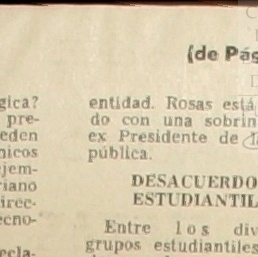 (de Pág
gica?
pre-
eden
nicos
jem-
riano
irec-
ecno-
ecla-
entidad. Rosas está
do con una sobrin
ex Presidente de
pública.
DESACUERDO
ESTUDIANTIL
Entre los div
grupos estudiantiles